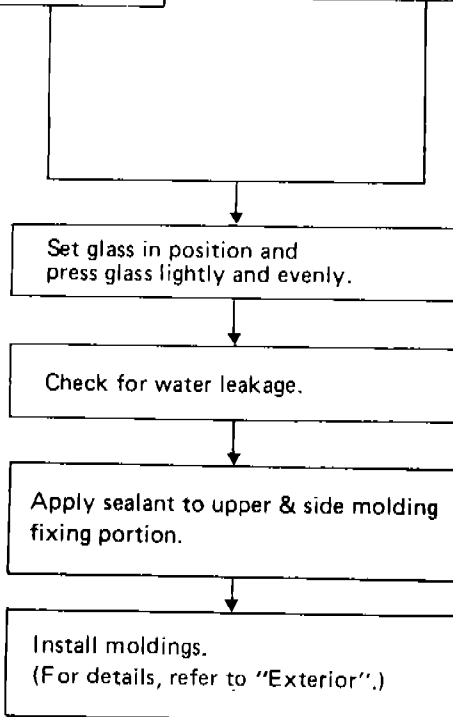 Set glass in position and
press glass lightly and evenly.
Check for water leakage.
Apply sealant to upper & side molding
fixing portion.
Install moldings.
(For details, refer to “Exterior”.)